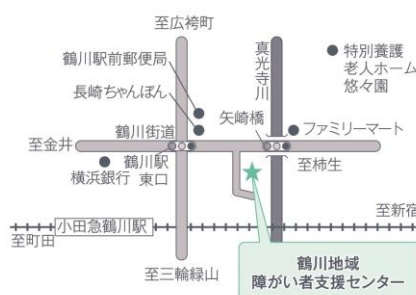 至広袴町
鶴川駅前郵便局
長崎ちゃんぽん
真光寺川
特別養護
老人ホーム
悠々園
鶴川街道
矢崎橋
ファミリーマート
至金井
横浜銀行
鶴川駅
東口
至柿生
至新宿
小田急鶴川駅
至町田
至三輪緑山
鶴川地域
障がい者支援センター